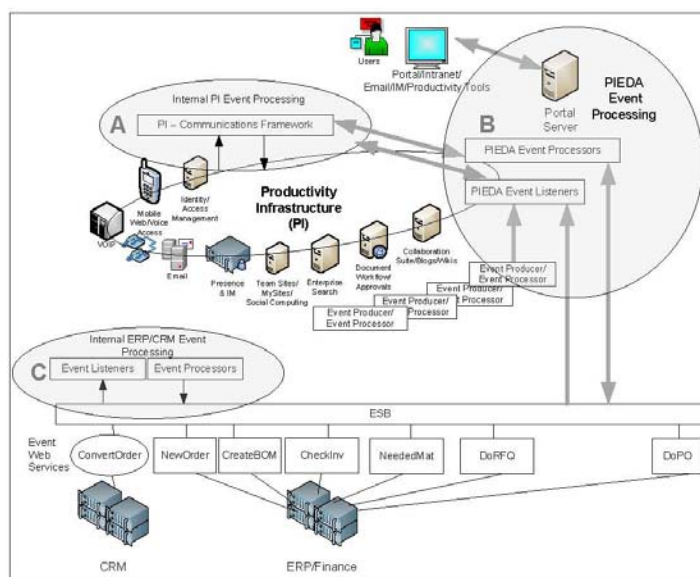 Users
Portal/Intranet/
Email/IM/Productivity Tools
Portal
Server
PIEDA
Event
Processing
Internal PI Event Processing
A
PI – Communications Framework
B
PIEDA Event Processors
PIEDA Event Listeners
Identity/
Access
Management
Mobile
Web/Voice
Access
VOIP
Productivity
Infrastructure
(PI)
Email
Presence
& IM
Team Sites/
MySites/
Social Computing
Enterprise
Search
Document
Workflow/
Approvals
Collaboration
Suite/Blogs/Wikis
Event Producer/
Event Processor
Event Producer/
Event Processor
Event Producer/
Processor
Event Producer/
Event Processor
Internal ERP/CRM Event
Processing
C
Event Listeners
Event Processors
ESB
Event
Web
Services
ConvertOrder
NewOrder
CreateBOM
CheckInv
NeededMat
DoRFQ
DoPO
CRM
ERP/Finance